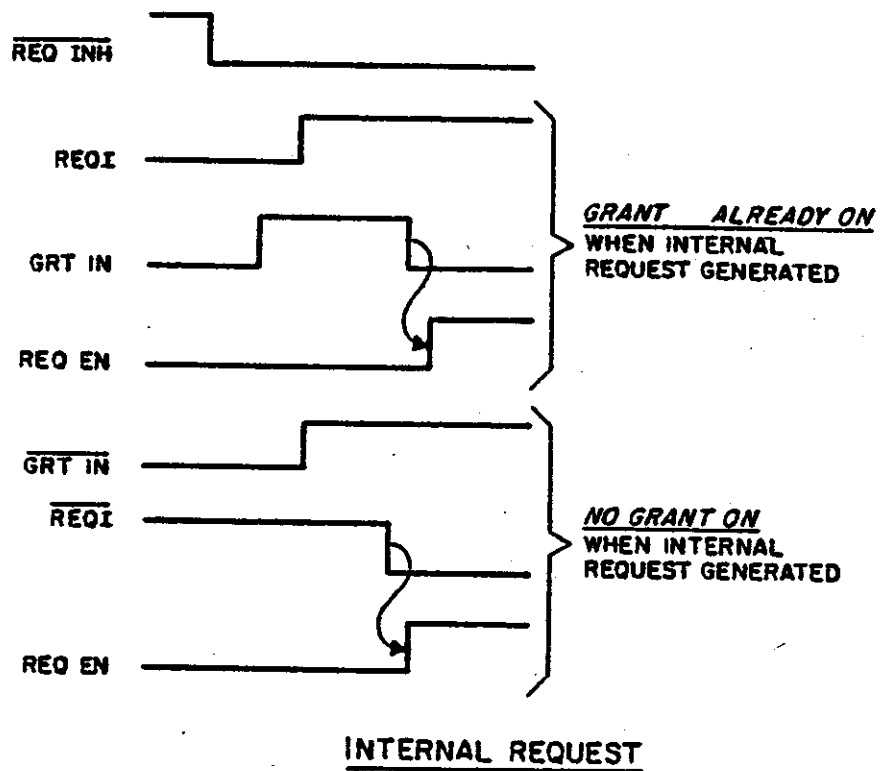 REQ INH
REQI
GRT IN
REQ EN
GRANT ALREADY ON
WHEN INTERNAL
REQUEST GENERATED
GRT IN
REQI
REQ EN
NO GRANT ON
WHEN INTERNAL
REQUEST GENERATED
INTERNAL REQUEST